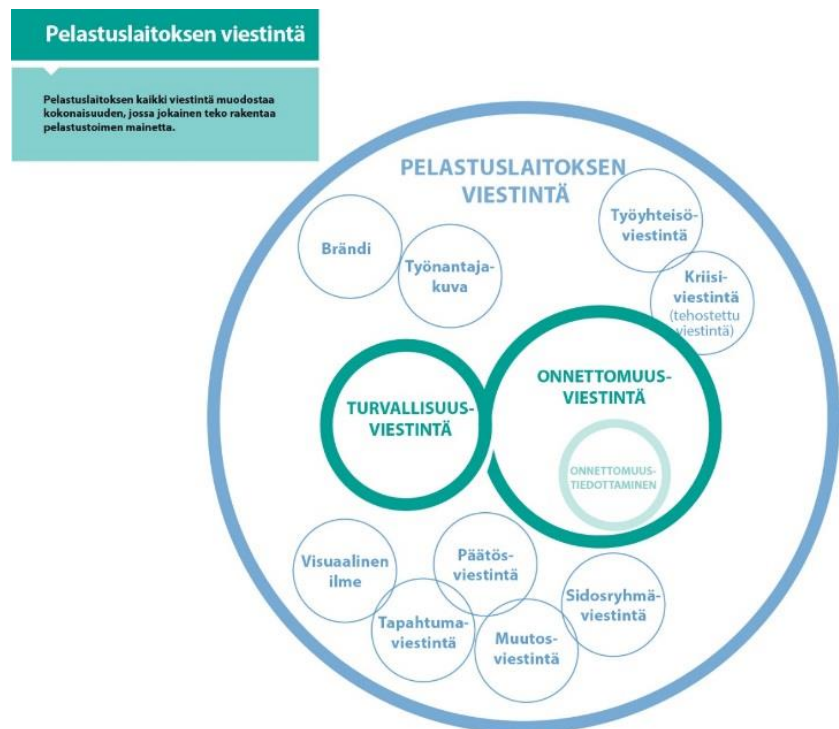 Pelastuslaitoksen viestintä
Pelastuslaitoksen kaikki viestintä muodostaa
kokonaisuuden, jossa jokainen teko rakentaa
pelastustoimen mainetta.
PELASTUSLAITOKSEN
VIESTINTÄ
Brändi
Työnantaja-
kuva
Työyhteisö-
viestintä
Kriisi-
viestintä
(tehostettu
viestintä)
TURVALLISUUS-
VIESTINTÄ
ONNETTOMUUS-
VIESTINTÄ
ONNETTOMUUS-
TIEDOTTAMINEN
Visuaalinen
ilme
Päätös-
viestintä
Tapahtuma-
viestintä
Muutos-
viestintä
Sidosryhmä-
viestintä